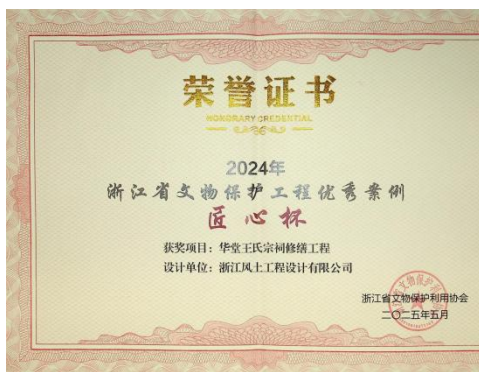 荣誉证书
HONORARY CREDENTIAL
2024年
浙江省文物保护工程优秀案例
匠心杯
获奖项目：华堂王氏宗祠修缮工程
设计单位：浙江风土工程设计有限公司
浙江省文物保护利用协会
二〇二五年五月